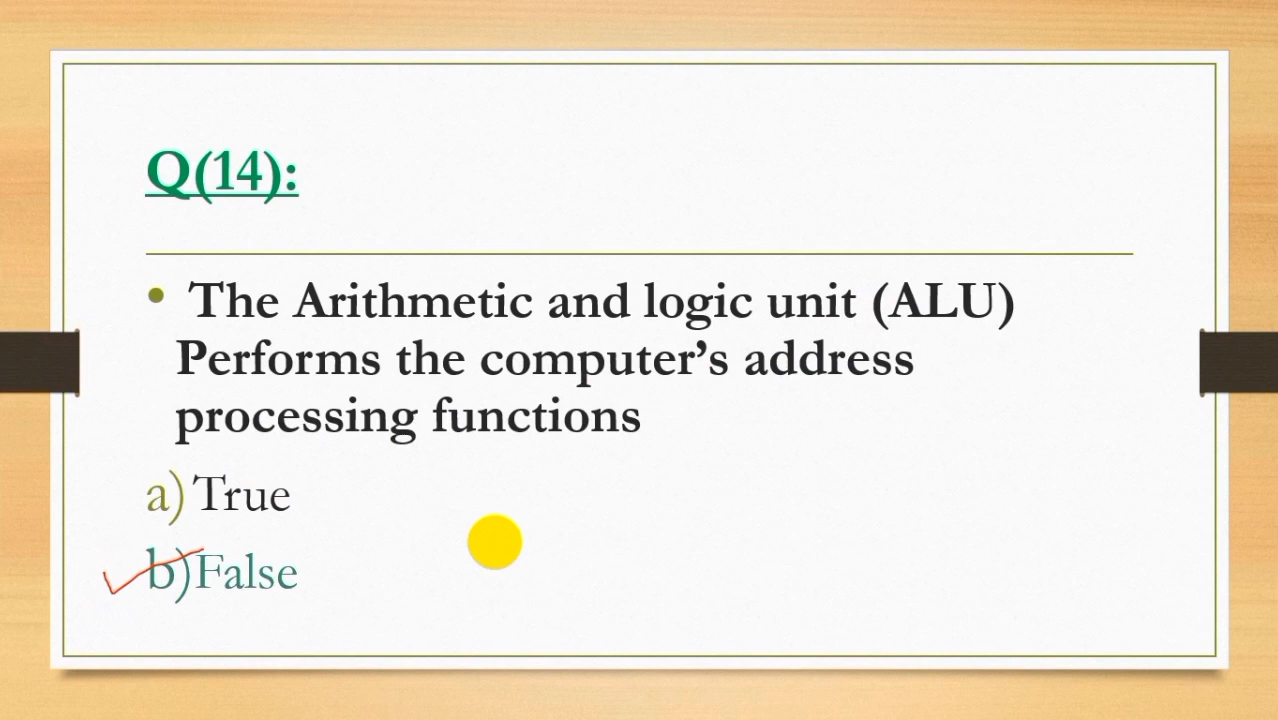 Q(14):
• The Arithmetic and logic unit (ALU)
Performs the computer’s address
processing functions
a) True
b)False